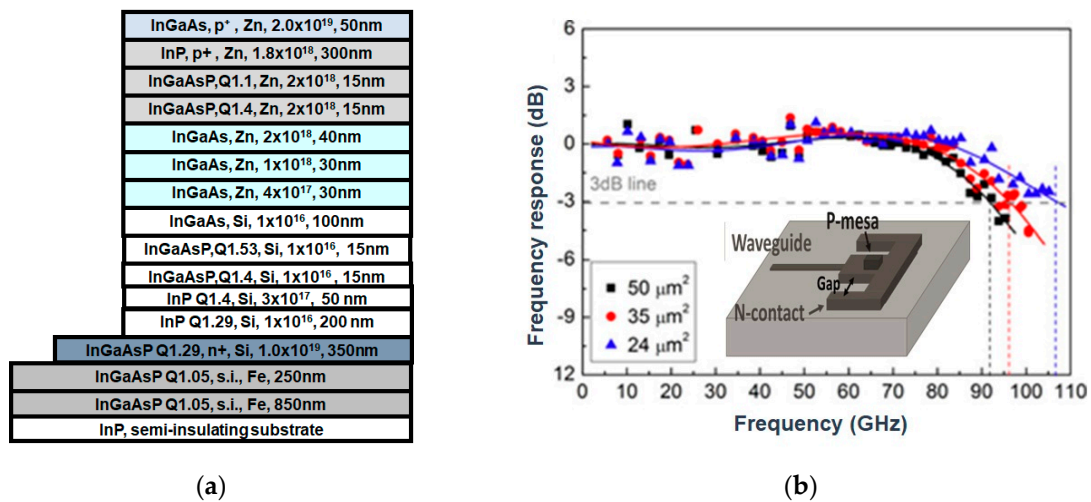 InGaAs, p⁺ , Zn, 2.0x10¹⁹, 50nm
InP, p+ , Zn, 1.8x10¹⁸, 300nm
InGaAsP,Q1.1, Zn, 2x10¹⁸, 15nm
InGaAsP,Q1.4, Zn, 2x10¹⁸, 15nm
InGaAs, Zn, 2x10¹⁸, 40nm
InGaAs, Zn, 1x10¹⁸, 30nm
InGaAs, Zn, 4x10¹⁷, 30nm
InGaAs, Si, 1x10¹⁶, 100nm
InGaAsP,Q1.53, Si, 1x10¹⁶, 15nm
InGaAsP,Q1.4, Si, 1x10¹⁶, 15nm
InP Q1.4, Si, 3x10¹⁷, 50 nm
InP Q1.29, Si, 1x10¹⁶, 200 nm
InGaAsP Q1.29, n+, Si, 1.0x10¹⁹, 350nm
InGaAsP Q1.05, s.i., Fe, 250nm
InGaAsP Q1.05, s.i., Fe, 850nm
InP, semi-insulating substrate
(a)
Frequency response (dB)
6
3
0
-3
-6
-9
12
3dB line
P-mesa
Waveguide
Gap
N-contact
50 μm²
35 μm²
24 μm²
0 10 20 30 40 50 60 70 80 90 100 110
Frequency (GHz)
(b)